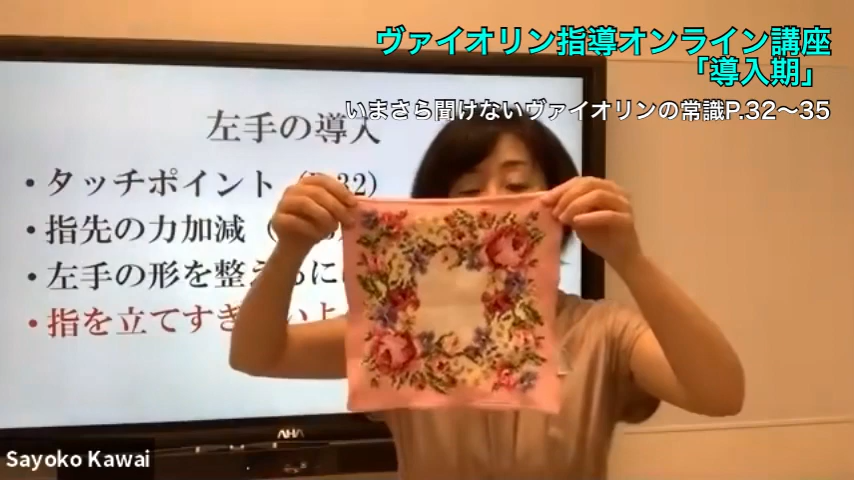 ヴァイオリン指導オンライン講座
「導入期」
いまさら聞けないヴァイオリンの常識P.32～35
左手の導入
・タッチポイント
32)
・指先の力加減 (
・左手の形を整え
に
・指を立てすぎ
Sayoko Kawai